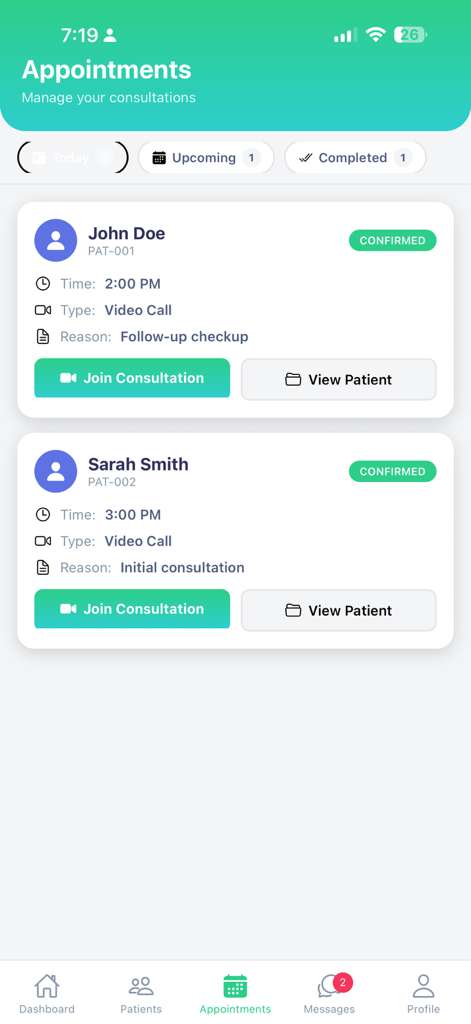 7:19
26
Appointments
Manage your consultations
Today
Upcoming 1
Completed 1
John Doe
PAT-001
CONFIRMED
Time: 2:00 PM
Type: Video Call
Reason: Follow-up checkup
Join Consultation
View Patient
Sarah Smith
PAT-002
CONFIRMED
Time: 3:00 PM
Type: Video Call
Reason: Initial consultation
Join Consultation
View Patient
Dashboard
Patients
Appointments
2
Messages
Profile